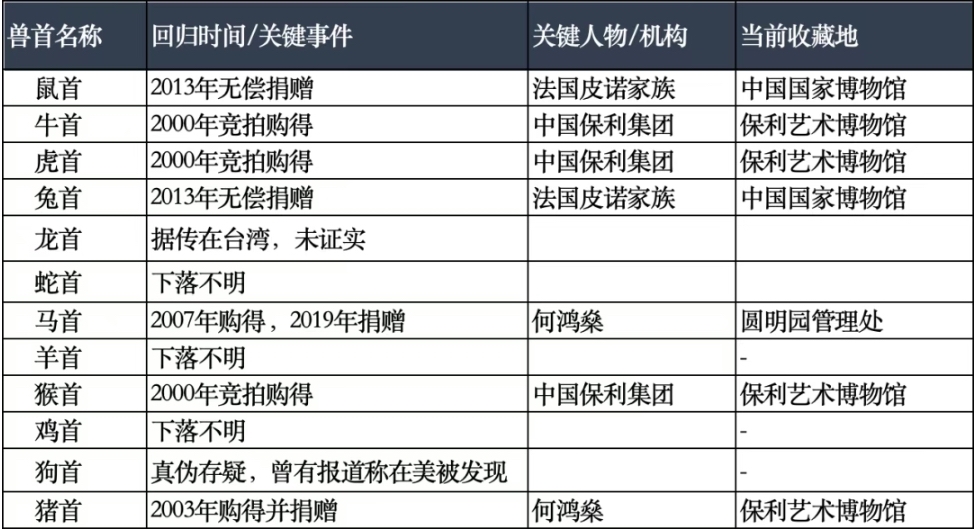 兽首名称 回归时间/关键事件 关键人物/机构 当前收藏地
鼠首 2013年无偿捐赠 法国皮诺家族 中国国家博物馆
牛首 2000年竞拍购得 中国保利集团 保利艺术博物馆
虎首 2000年竞拍购得 中国保利集团 保利艺术博物馆
兔首 2013年无偿捐赠 法国皮诺家族 中国国家博物馆
龙首 据传在台湾，未证实
蛇首 下落不明
马首 2007年购得，2019年捐赠 何鸿燊 圆明园管理处
羊首 下落不明 -
猴首 2000年竞拍购得 中国保利集团 保利艺术博物馆
鸡首 下落不明 -
狗首 真伪存疑，曾有报道称在美被发现 -
猪首 2003年购得并捐赠 何鸿燊 保利艺术博物馆